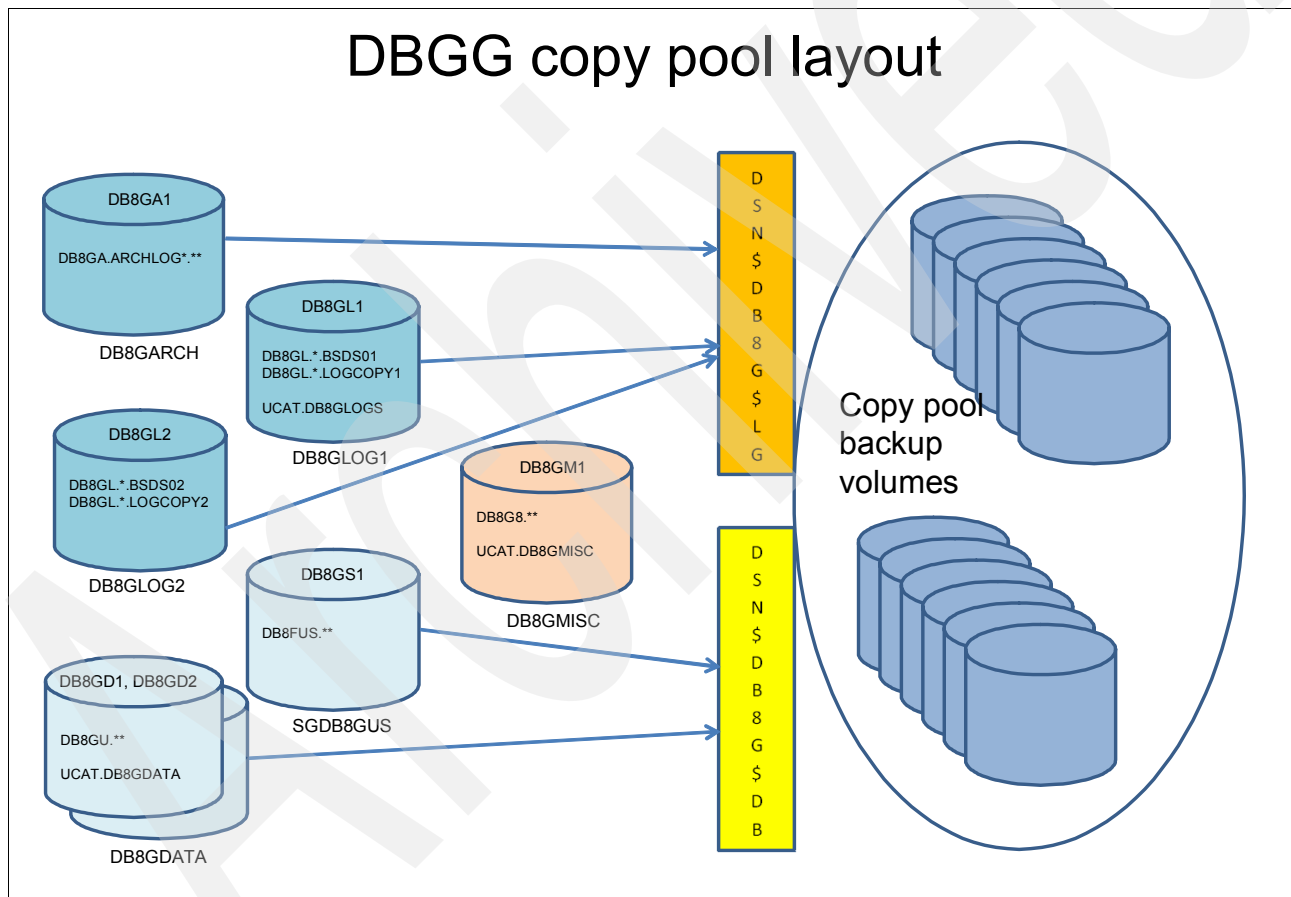 DBGG copy pool layout
DB8GA1
DB8GA.ARCHLOG*.**
DB8GARCH
DB8GL1
DB8GL.*.BSDS01
DB8GL.*.LOGCOPY1
UCAT.DB8GLOGS
DB8GLOG1
DB8GL2
DB8GL.*.BSDS02
DB8GL.*.LOGCOPY2
DB8GLOG2
DB8GM1
DB8G8.**
UCAT.DB8GMISC
DB8GMISC
DB8GS1
DB8FUS.**
SGDB8GUS
DB8GD1, DB8GD2
DB8GU.**
UCAT.DB8GDATA
DB8GDATA
D
S
N
$
D
B
8
G
$
L
G
D
S
N
$
D
B
8
G
$
D
B
Copy pool
backup
volumes
Archived